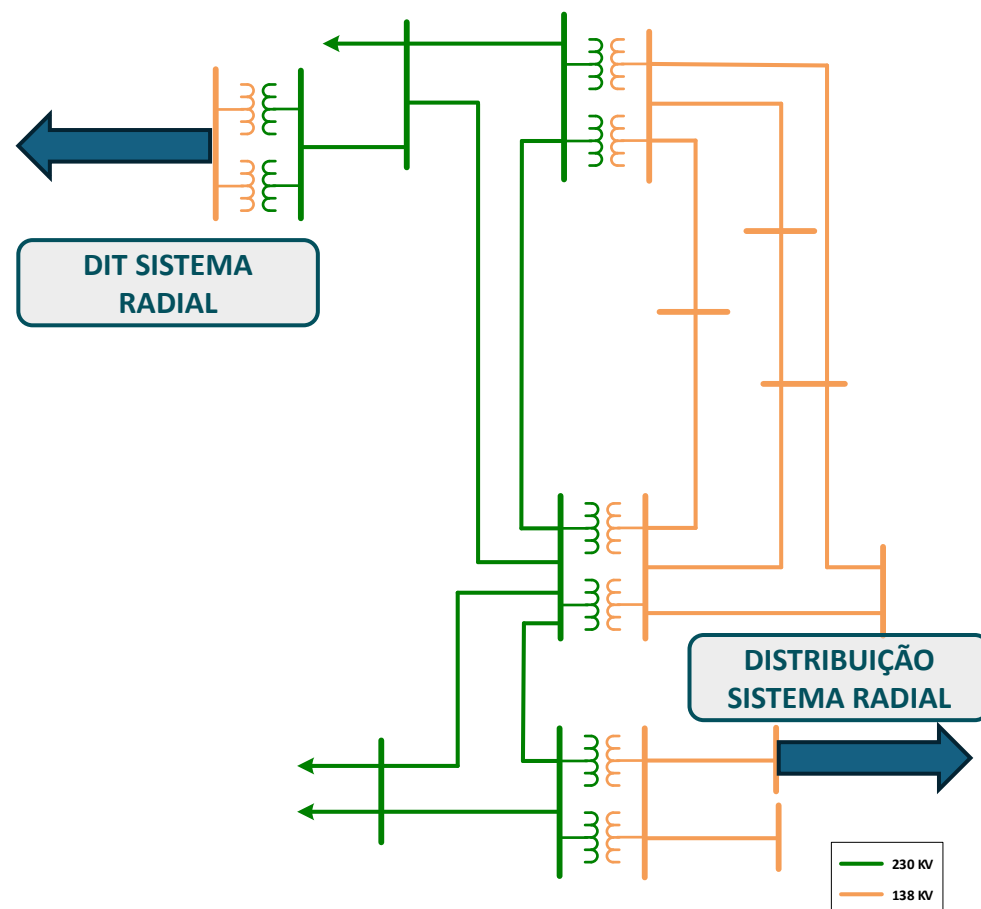 DIT SISTEMA
RADIAL
DISTRIBUIÇÃO
SISTEMA RADIAL
230 KV
138 KV